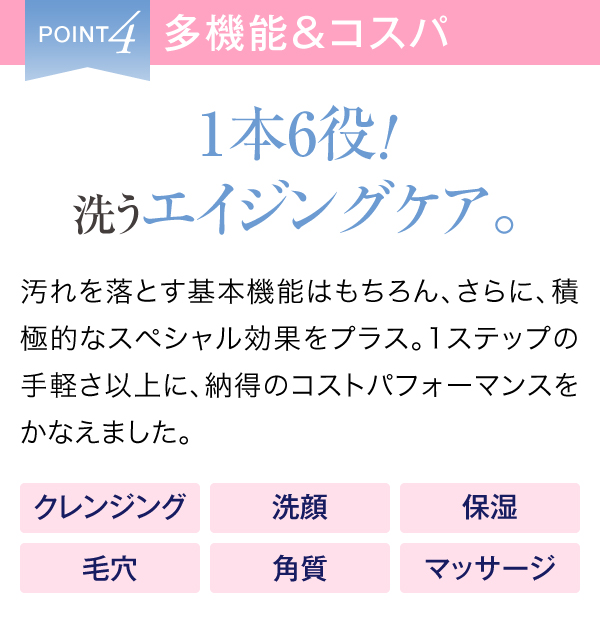 POINT4 多機能&コスパ
1本6役!
洗うエイジングケア。
汚れを落とす基本機能はもちろん、さらに、積
極的なスペシャル効果をプラス。1ステップの
手軽さ以上に、納得のコストパフォーマンスを
かなえました。
クレンジング 洗顔 保湿
毛穴 角質 マッサージ